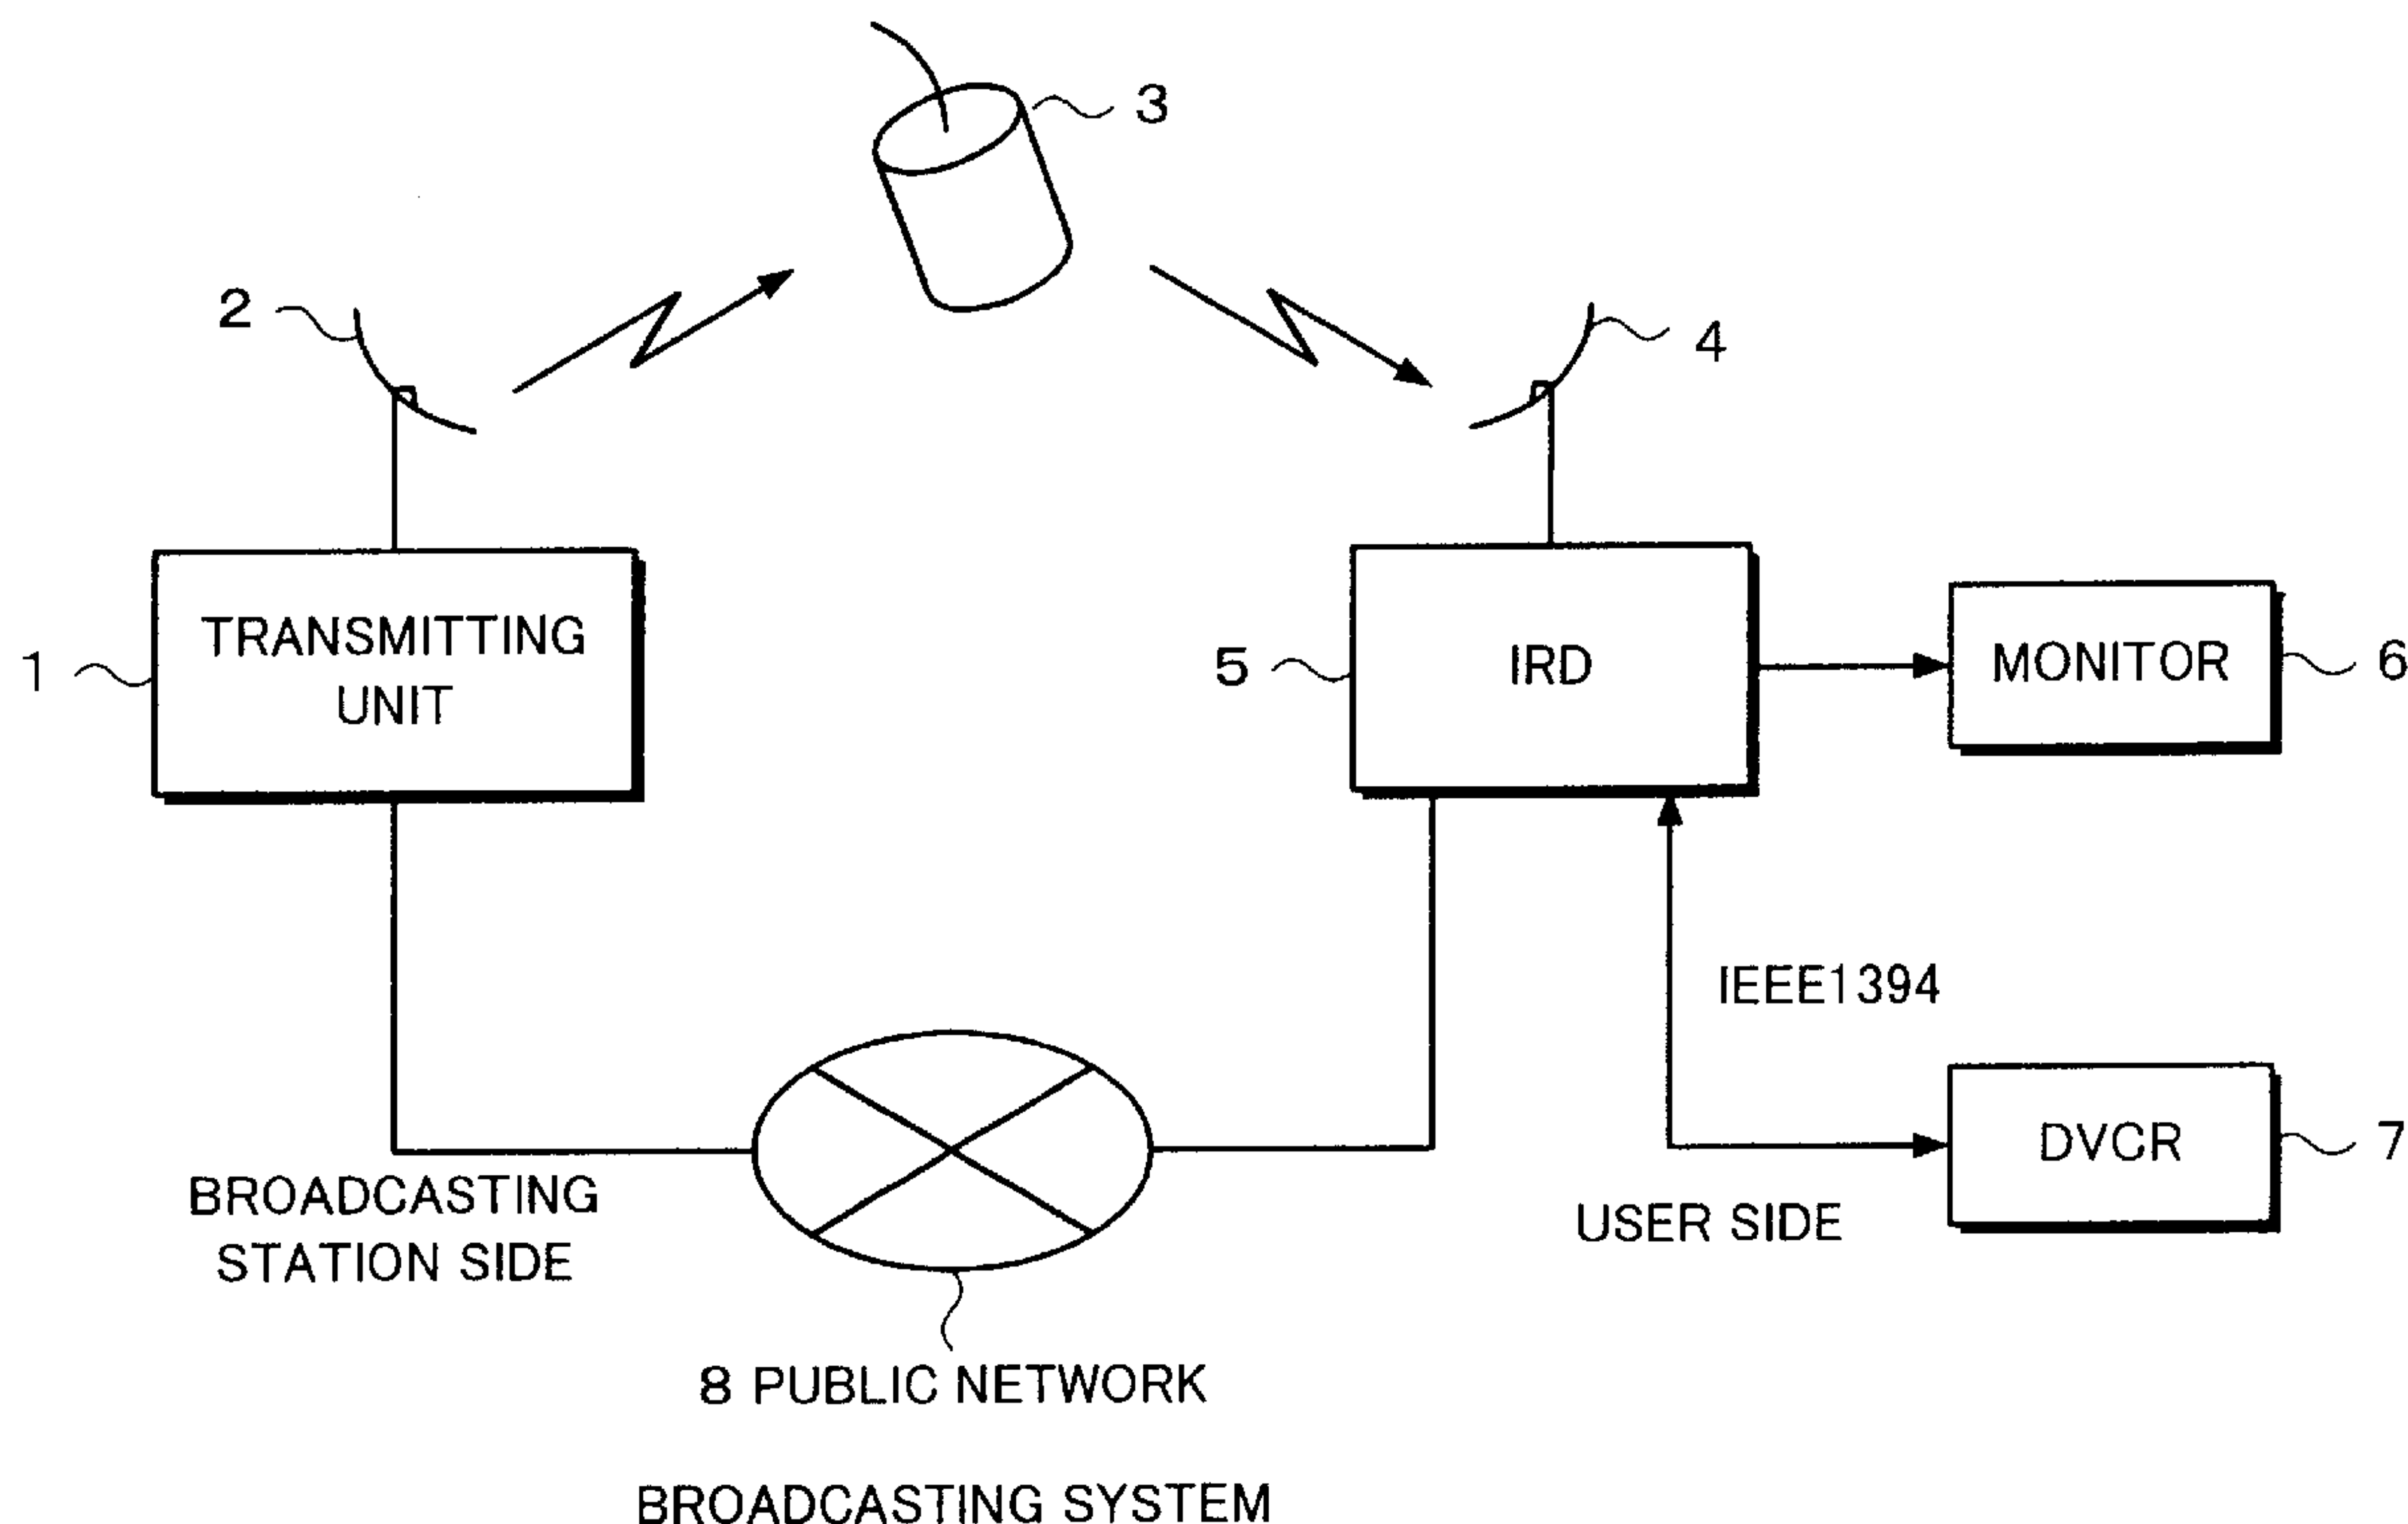 3
2
4
TRANSMITTING
UNIT
1
5
IRD
MONITOR
6
IEEE1394
DVCR
7
BROADCASTING
STATION SIDE
USER SIDE
8 PUBLIC NETWORK
BROADCASTING SYSTEM